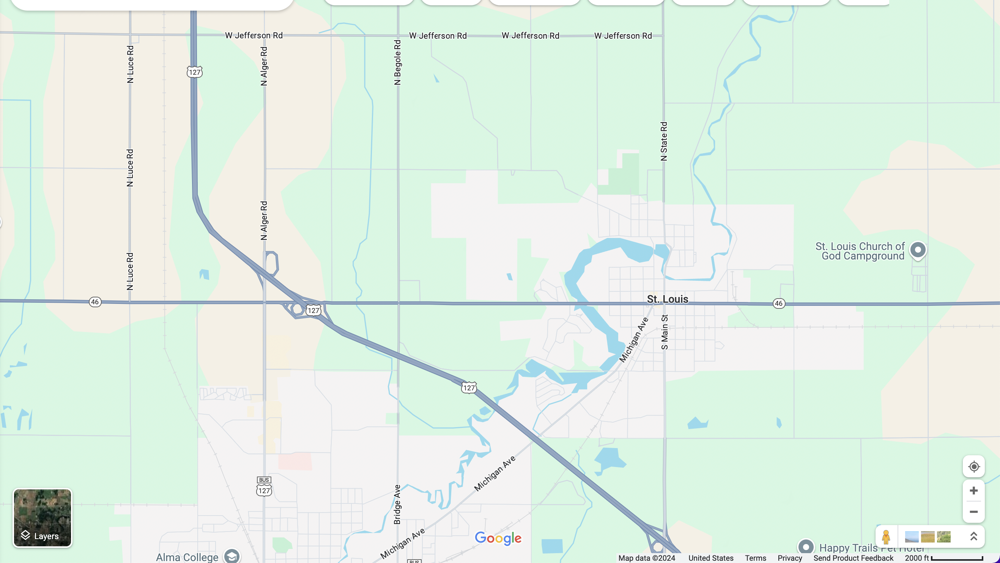 W Jefferson Rd
W Jefferson Rd
W Jefferson Rd
W Jefferson Rd
N Luce Rd
127
N Alger Rd
N Begole Rd
N State Rd
N Luce Rd
N Alger Rd
N Luce Rd
St. Louis Church of
God Campground
46
127
St. Louis
46
Michigan Ave
S Main St
127
Michigan Ave
BUS
127
Bridge Ave
Michigan Ave
Layers
Google
Alma College
BUS
Happy Trails Pet Hotel
Map data ©2024 United States Terms Privacy Send Product Feedback 2000 ft